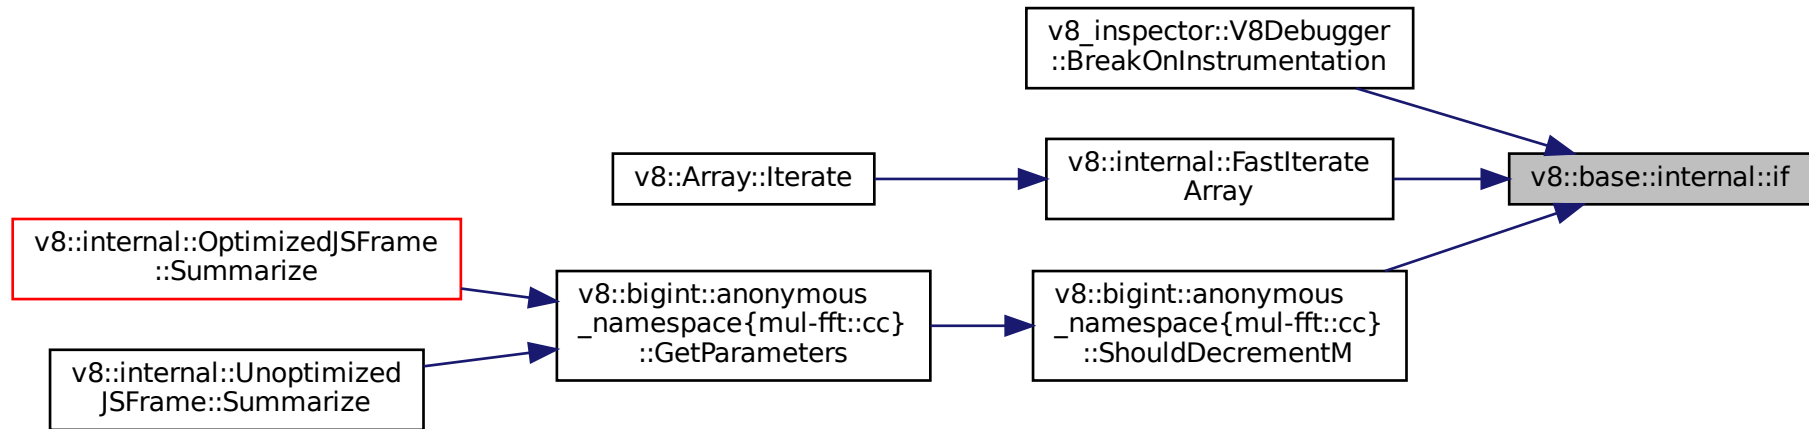 v8_inspector::V8Debugger
::BreakOnInstrumentation
v8::Array::Iterate
v8::internal::FastIterate
Array
v8::base::internal::if
v8::internal::OptimizedJSFrame
::Summarize
v8::bigint::anonymous
_namespace{mul-fft::cc}
::GetParameters
v8::bigint::anonymous
_namespace{mul-fft::cc}
::ShouldDecrementM
v8::internal::Unoptimized
JSFrame::Summarize